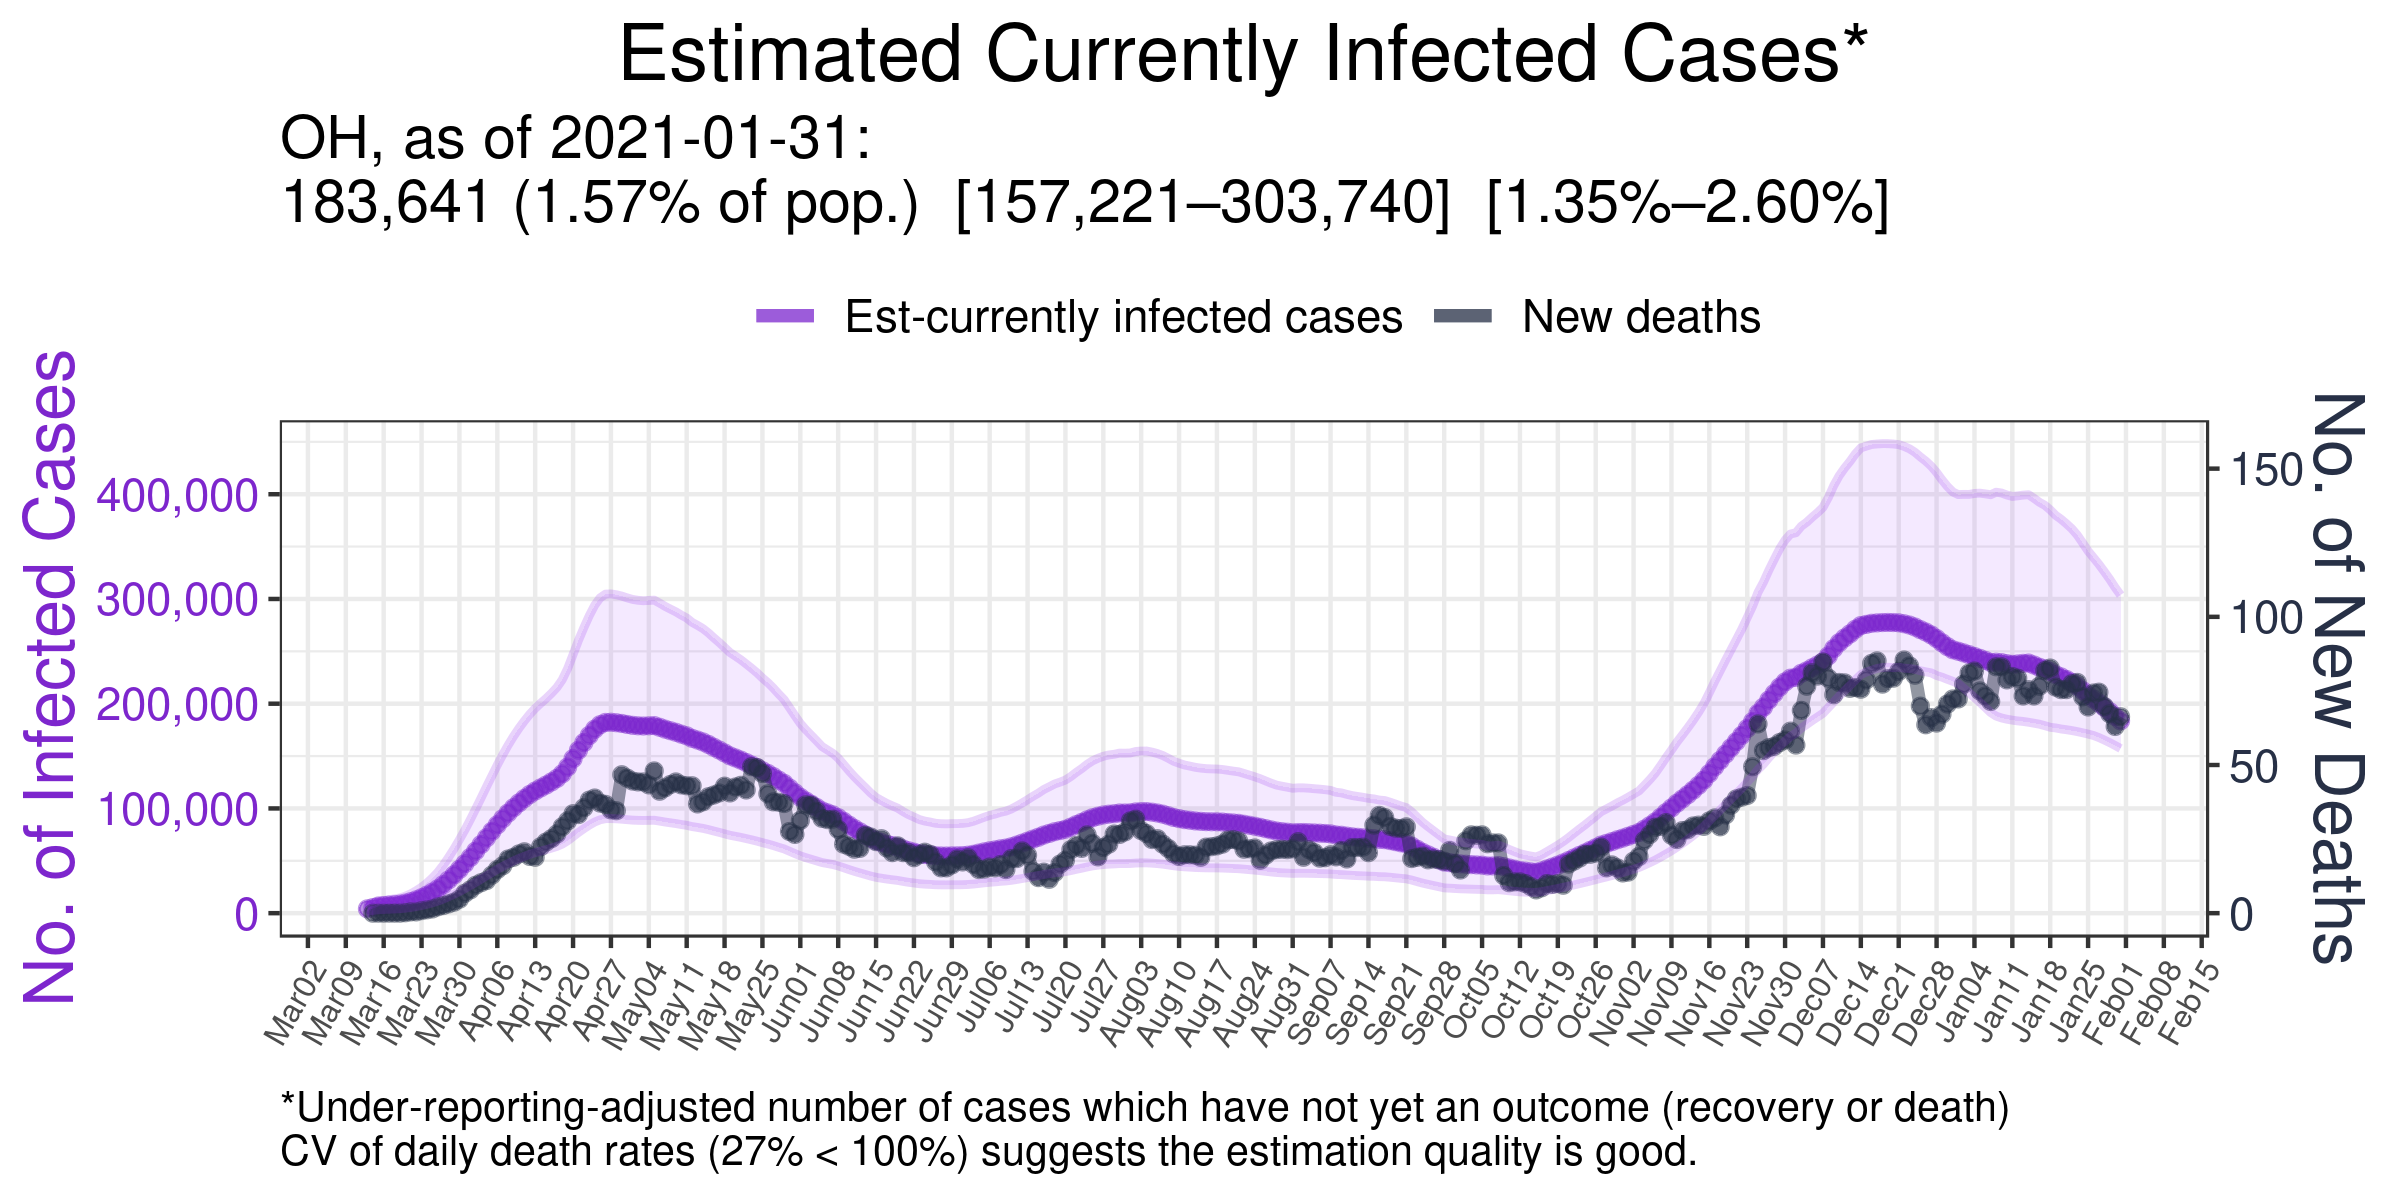 Estimated Currently Infected Cases*
OH, as of 2021-01-31:
183,641 (1.57% of pop.)  [157,221–303,740]  [1.35%–2.60%]
Est-currently infected cases
New deaths
No. of Infected Cases
400,000
300,000
200,000
100,000
0
150
100
50
0
No. of New Deaths
Mar02
Mar09
Mar16
Mar23
Mar30
Apr06
Apr13
Apr20
Apr27
May04
May11
May18
May25
Jun01
Jun08
Jun15
Jun22
Jun29
Jul06
Jul13
Jul20
Jul27
Aug03
Aug10
Aug17
Aug24
Aug31
Sep07
Sep14
Sep21
Sep28
Oct05
Oct12
Oct19
Oct26
Nov02
Nov09
Nov16
Nov23
Nov30
Dec07
Dec14
Dec21
Dec28
Jan04
Jan11
Jan18
Jan25
Feb01
Feb08
Feb15
*Under-reporting-adjusted number of cases which have not yet an outcome (recovery or death)
CV of daily death rates (27% < 100%) suggests the estimation quality is good.